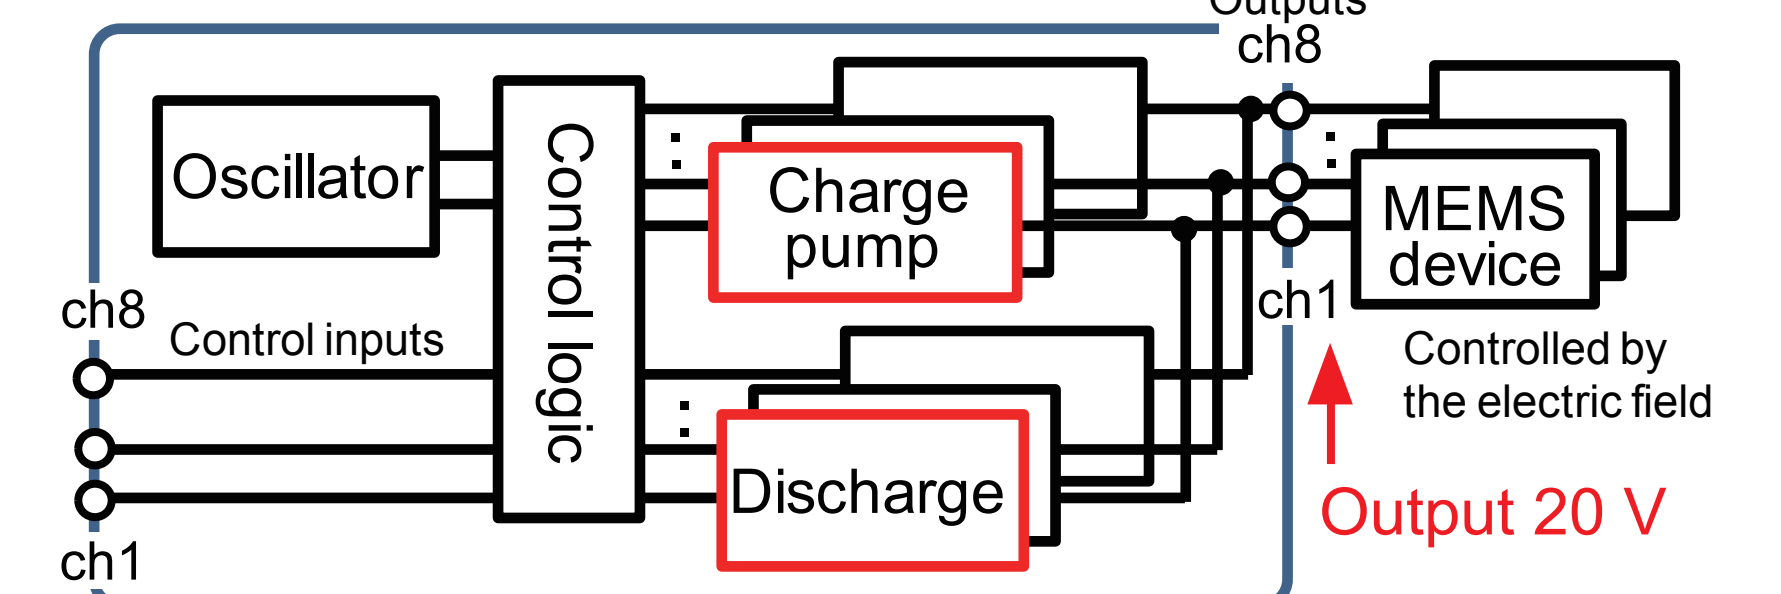 Outputs
ch8
Oscillator
Control logic
:
Charge
pump
:
MEMS
device
ch8
ch1
Control inputs
Controlled by
the electric field
:
Discharge
Output 20 V
ch1